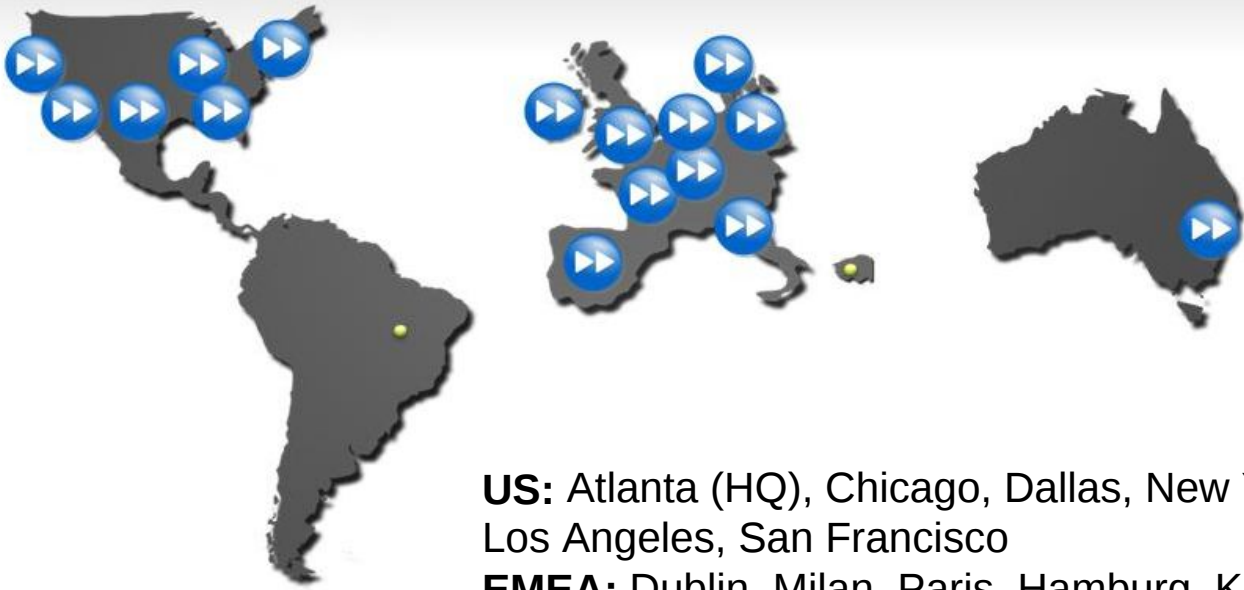 US: Atlanta (HQ), Chicago, Dallas, New
Los Angeles, San Francisco
EMEA: Dublin, Milan, Paris, Hamburg,